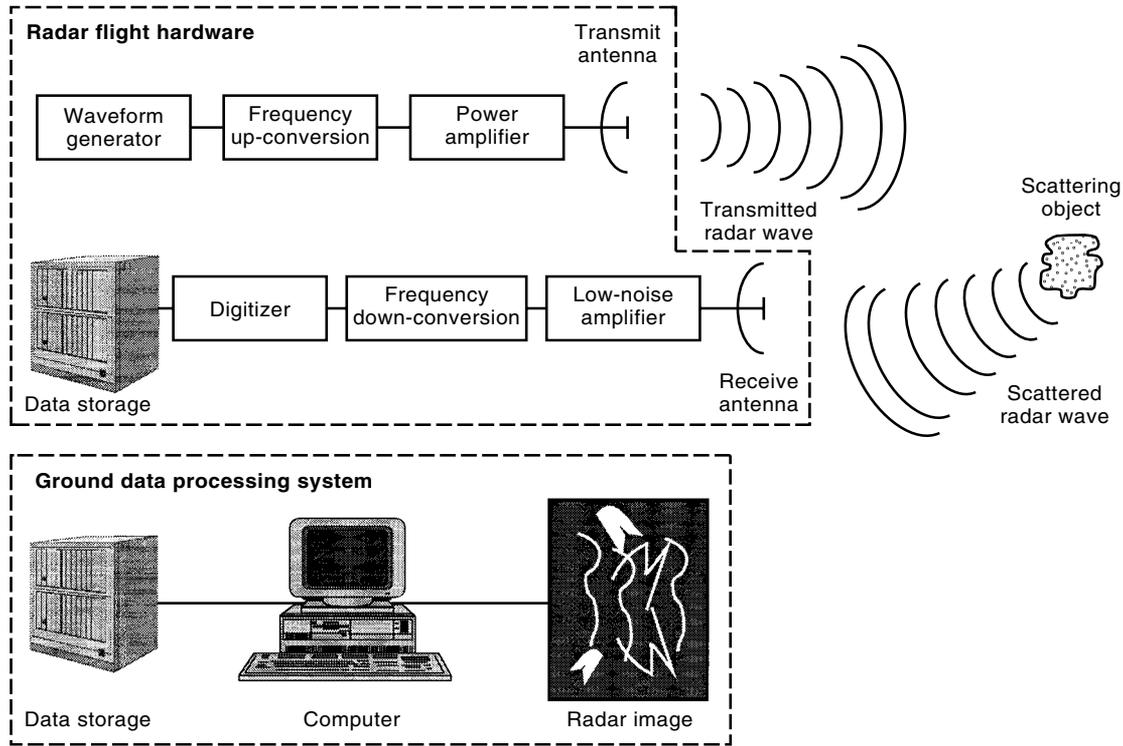 Radar flight hardware
Transmit
antenna
Waveform
generator
Frequency
up-conversion
Power
amplifier
Transmitted
radar wave
Scattering
object
Data storage
Digitizer
Frequency
down-conversion
Low-noise
amplifier
Receive
antenna
Scattered
radar wave
Ground data processing system
Data storage
Computer
Radar image